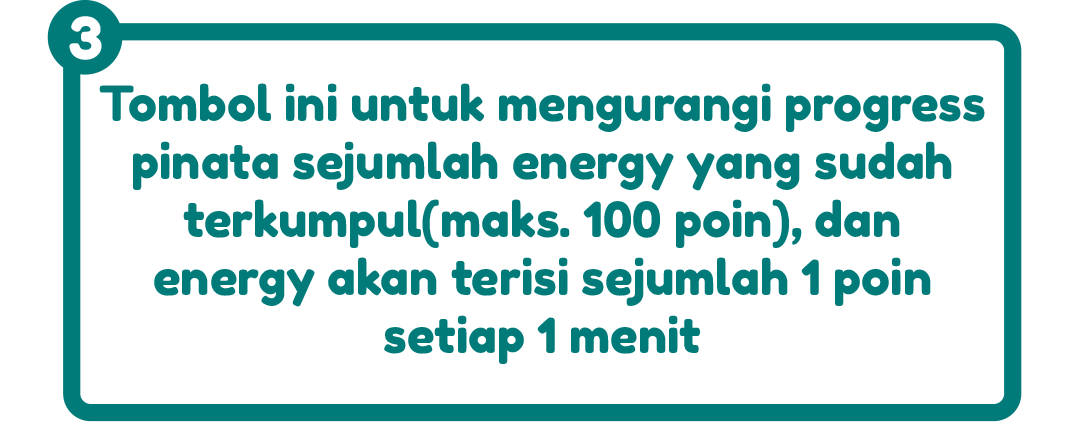 3
Tombol ini untuk mengurangi progress
pinata sejumlah energy yang sudah
terkumpul(maks. 100 poin), dan
energy akan terisi sejumlah 1 poin
setiap 1 menit